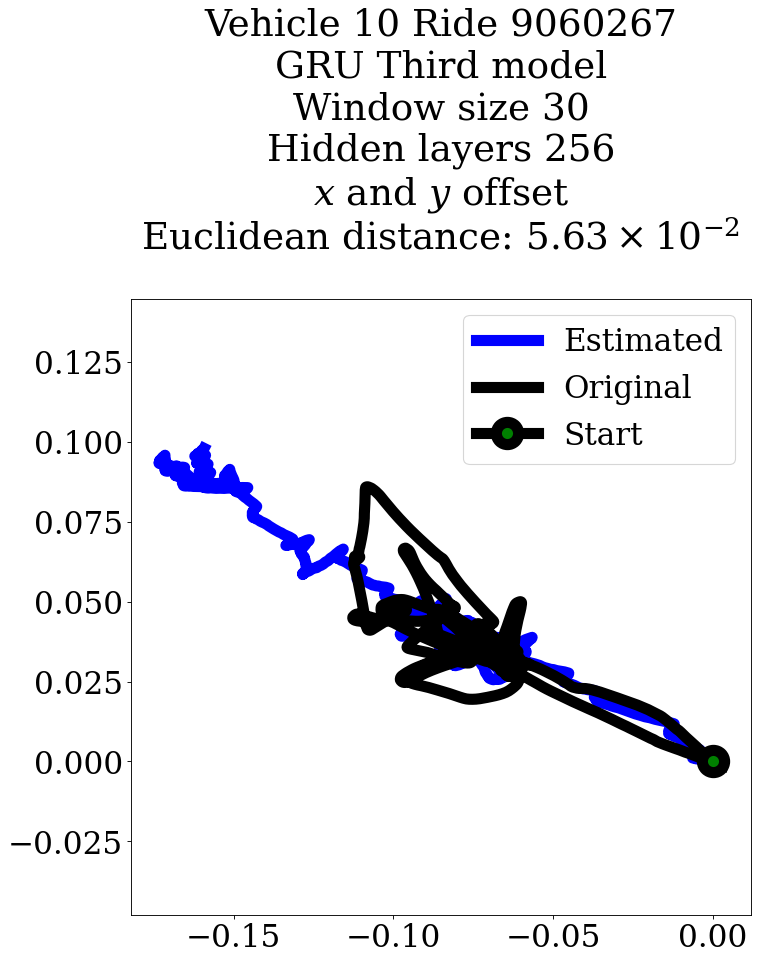 Vehicle 10 Ride 9060267
GRU Third model
Window size 30
Hidden layers 256
x and y offset
Euclidean distance: 5.63 × 10⁻²
Estimated
Original
Start
0.125
0.100
0.075
0.050
0.025
0.000
−0.025
−0.15
−0.10
−0.05
0.00